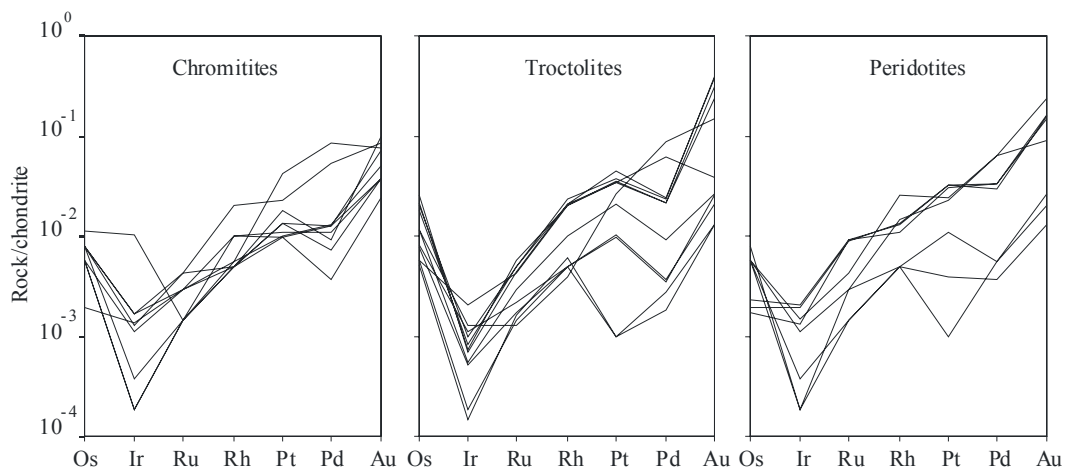 10^0
Chromitites Troctolites Peridotites
10^-1
Rock/chondrite
10^-2
10^-3
10^-4
Os Ir Ru Rh Pt Pd Au Os Ir Ru Rh Pt Pd Au Os Ir Ru Rh Pt Pd Au